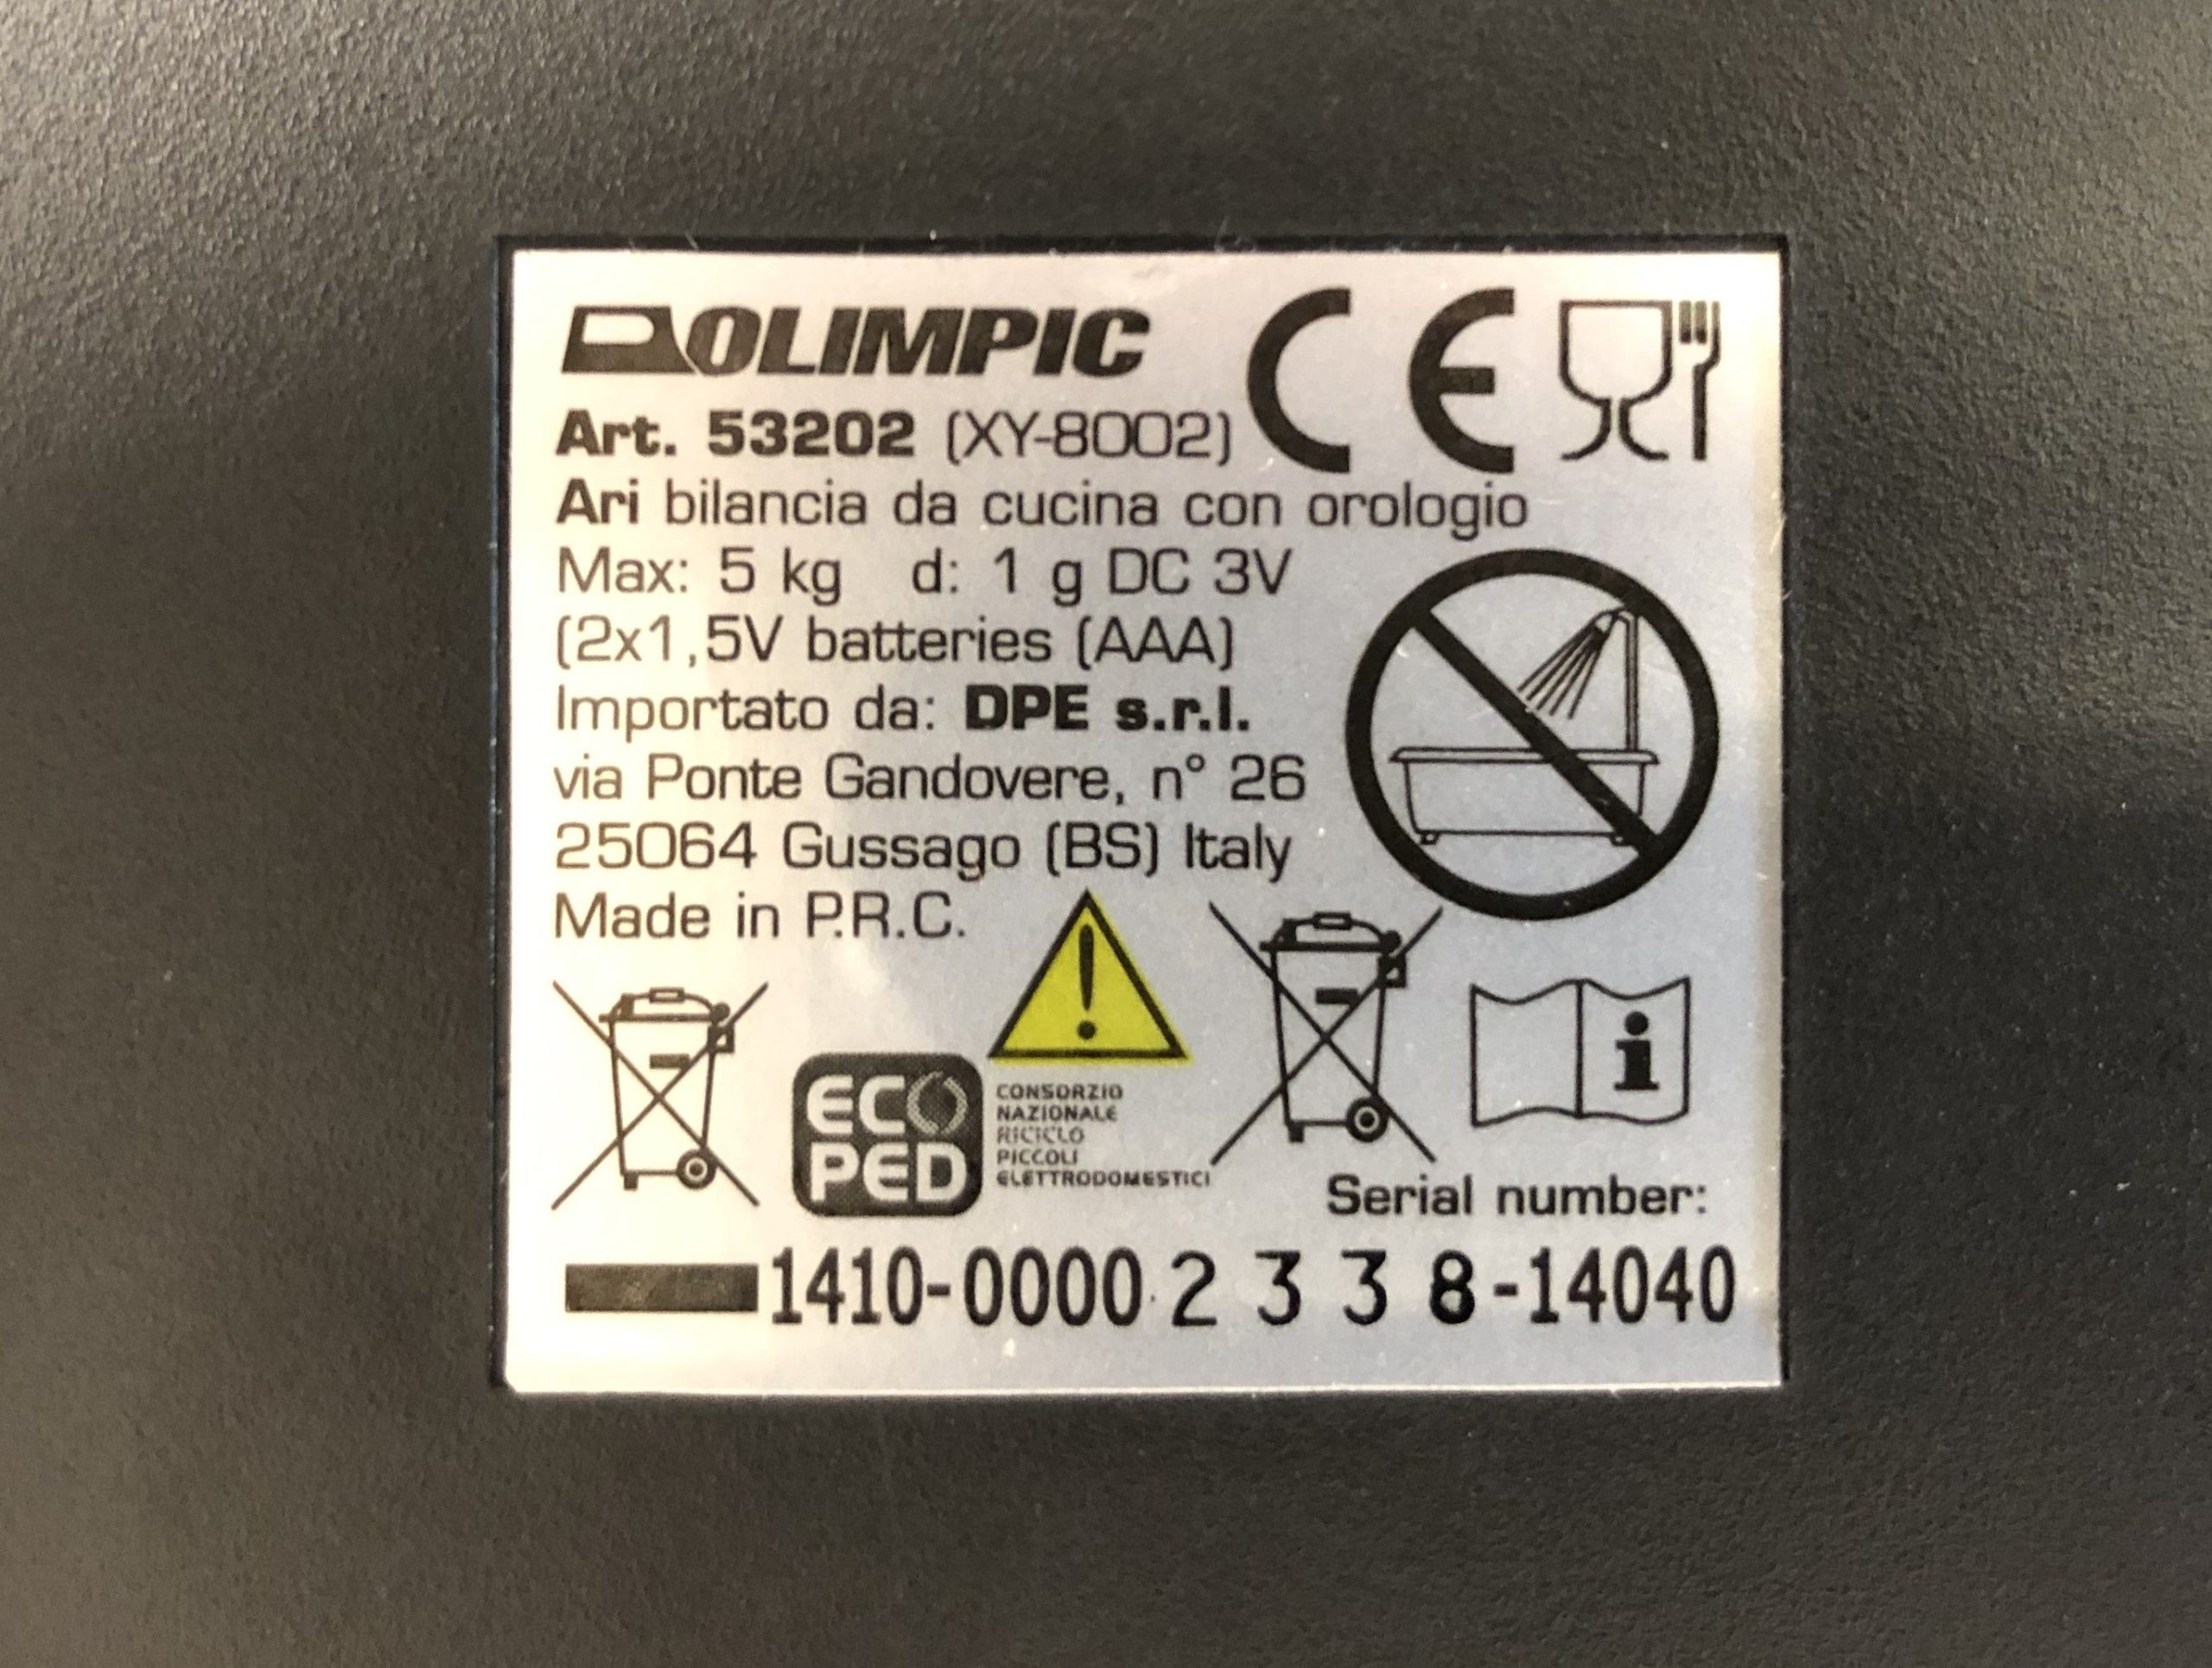 OLIMPIC
CE
Art. 53202 (XY-8002)
Ari bilancia da cucina con orologio
Max: 5 kg d: 1 g DC 3V
(2x1,5V batteries (AAA)
Importato da: DPE s.r.l.
via Ponte Gandovere, n° 26
25064 Gussago (BS) Italy
Made in P.R.C.
ECO
PED
CONSORZIO
NAZIONALE
RICICLO
PICCOLI
ELETTRODOMESTICI
Serial number:
1410-0000 2 3 3 8-14040